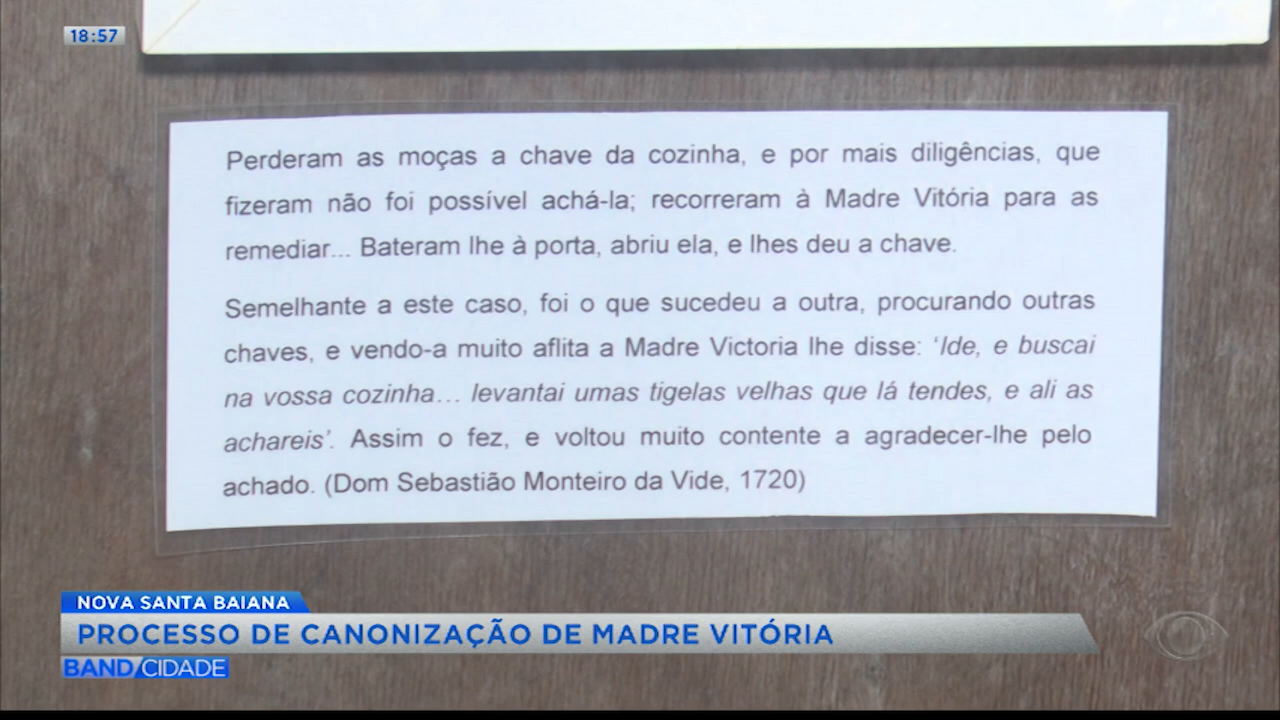 18:57
Perderam as moças a chave da cozinha, e por mais diligências, que
fizeram não foi possível achá-la; recorreram à Madre Vitória para as
remediar... Bateram lhe à porta, abriu ela, e lhes deu a chave.
Semelhante a este caso, foi o que sucedeu a outra, procurando outras
chaves, e vendo-a muito aflita a Madre Victoria lhe disse: ‘Ide, e buscai
na vossa cozinha... levantai umas tigelas velhas que lá tendes, e ali as
achareis’. Assim o fez, e voltou muito contente a agradecer-lhe pelo
achado. (Dom Sebastião Monteiro da Vide, 1720)
NOVA SANTA BAIANA
PROCESSO DE CANONIZAÇÃO DE MADRE VITÓRIA
BAND CIDADE